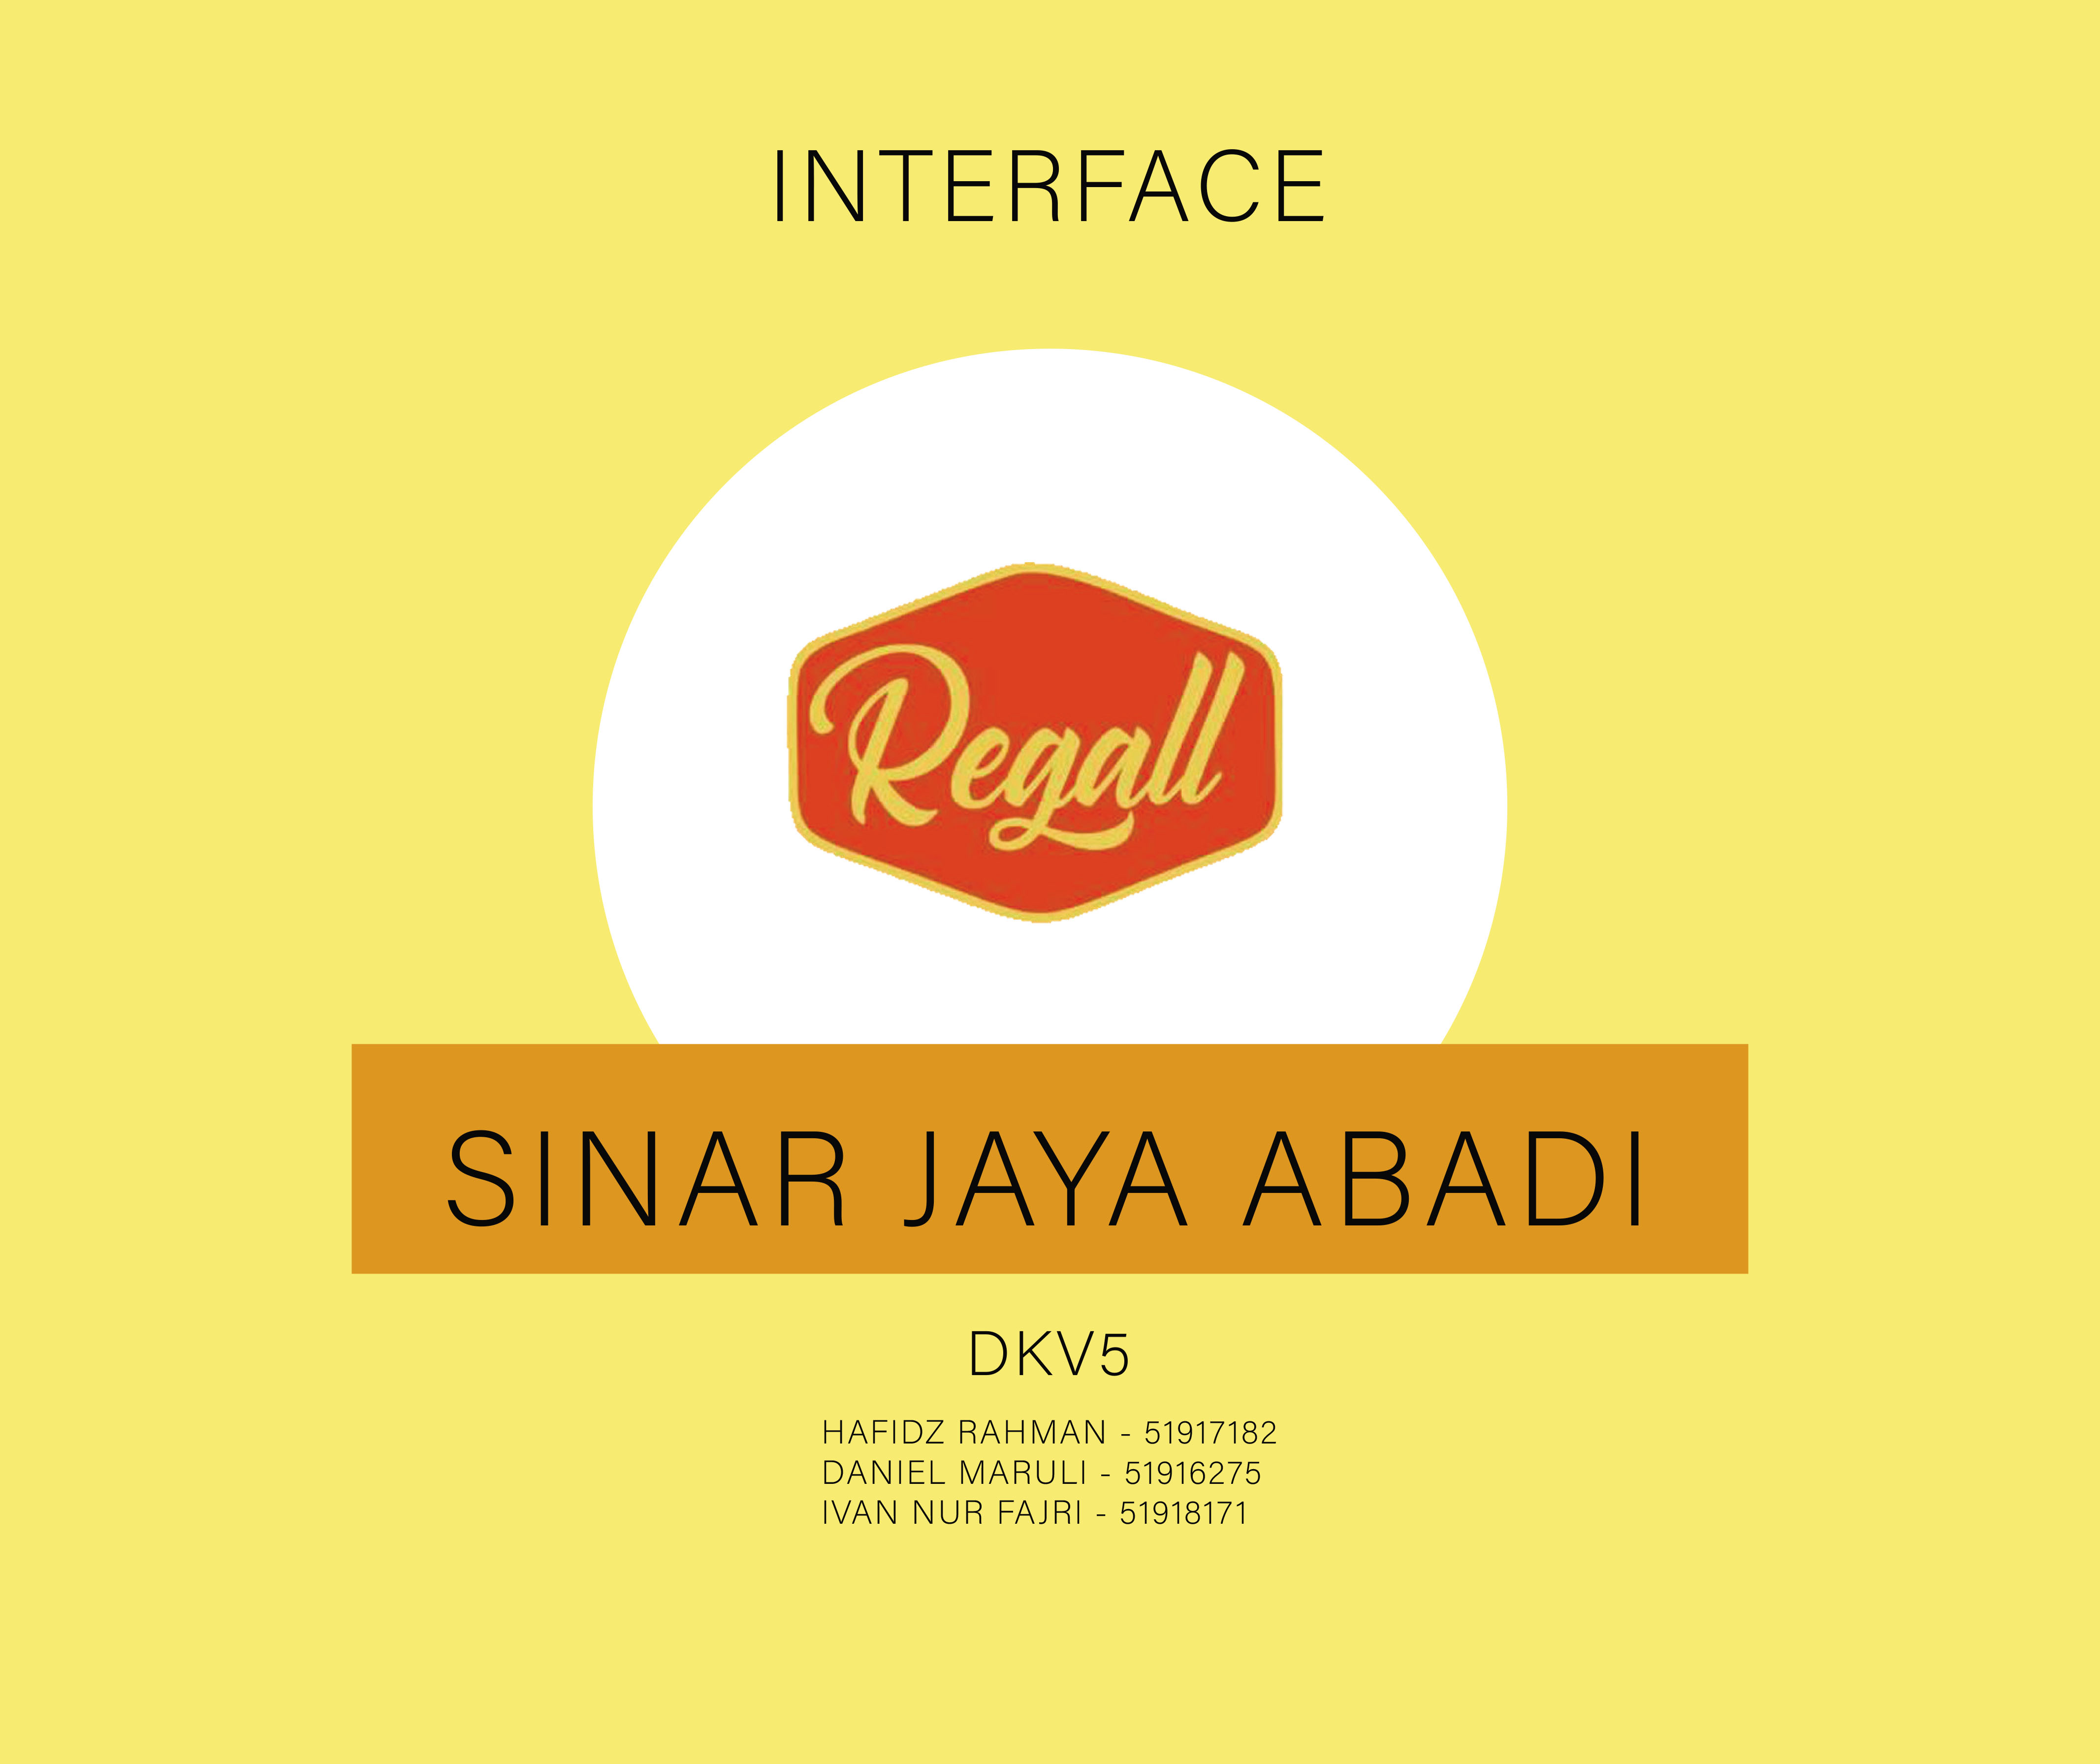 INTERFACE
Regall
SINAR JAYA ABADI
DKV5
HAFIDZ RAHMAN - 51917182
DANIEL MARULI - 51916275
IVAN NUR FAJRI - 51918171